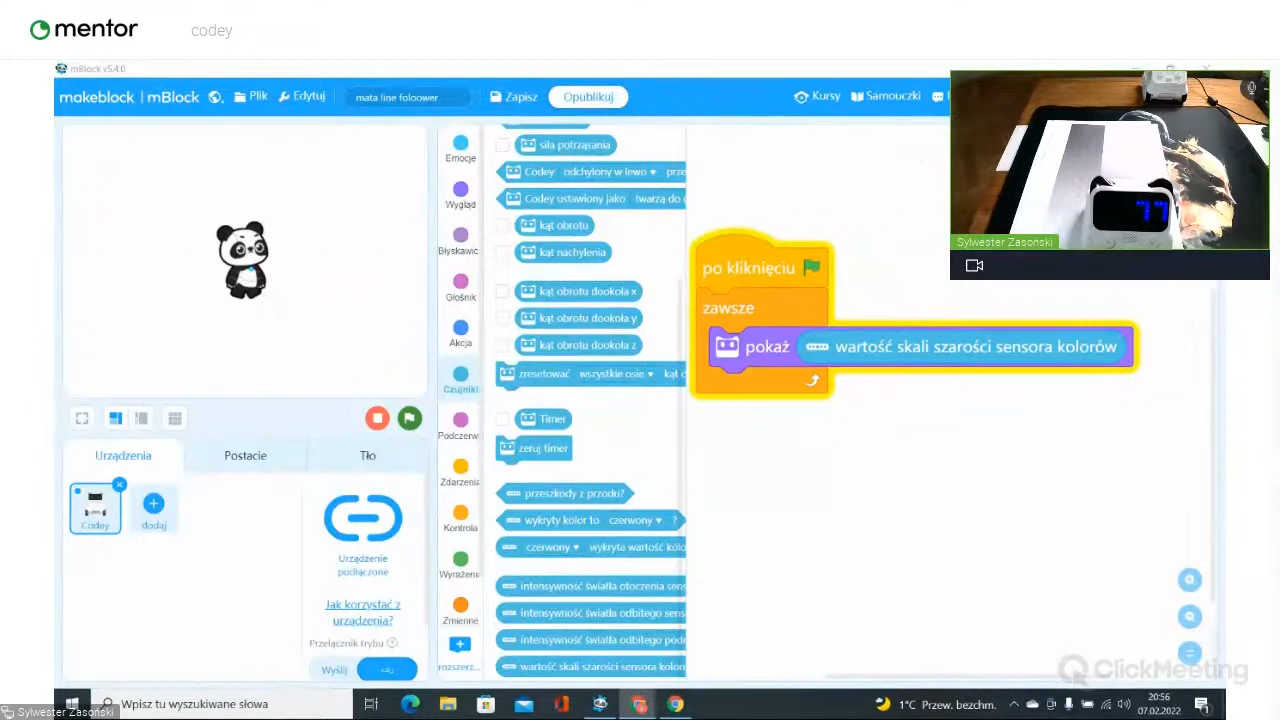 mentor
codey
mBlock v5.4.0
makeblock | mBlock
Plik
Edytuj
mata line foloower
Zapisz
Opublikuj
Kursy
Samouczki
77
Sylwester Zasoński
Emocje
Wygląd
Błyskawic
Głośnik
Akcja
Czujniki
Podczerw
Zdarzenia
Kontrola
Wyrażenia
Zmienne
rozszerz...
siła potrząsania
Codey odchylony w lewo prze
Codey ustawiony jako twarzą do
kąt obrotu
kąt nachylenia
kąt obrotu dookoła x
kąt obrotu dookoła y
kąt obrotu dookoła z
zresetować wszystkie osie kąt
Timer
zeruj timer
przeszkody z przodu?
wykryty kolor to czerwony ?
czerwony wykryta wartość kolo
intensywność światła otoczenia sens
intensywność światła odbitego sens
intensywność światła odbitego pod
wartość skali szarości sensora kolor
po kliknięciu
zawsze
pokaż wartość skali szarości sensora kolorów
Urządzenia
Postacie
Tło
Codey
dodaj
Urządzenie
podłączone
Jak korzystać z
urządzenia?
Przełącznik trybu ?
Wyślij
ClickMeeting
Wpisz tu wyszukiwane słowa
1°C Przew. bezchm.
20:56
07.02.2022
Sylwester Zasoński